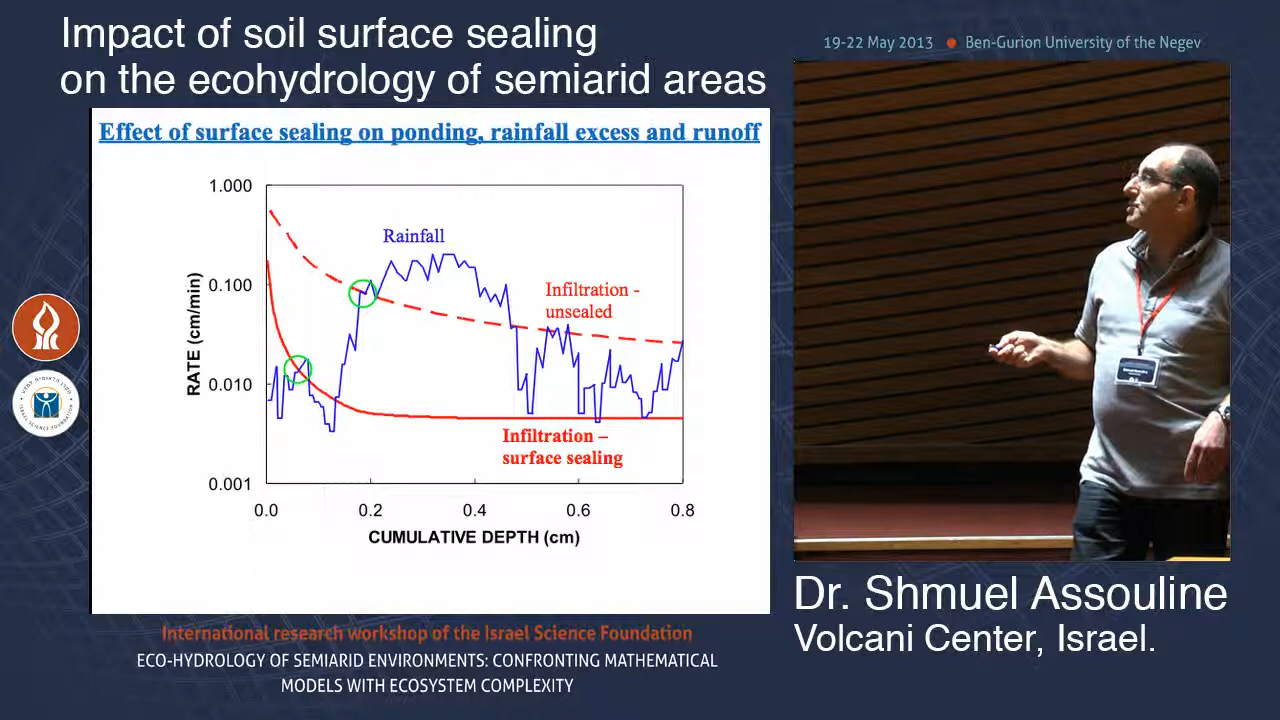 Impact of soil surface sealing
on the ecohydrology of semiarid areas
19-22 May 2013 ● Ben-Gurion University of the Negev
Effect of surface sealing on ponding, rainfall excess and runoff
1.000
0.100
0.010
0.001
RATE (cm/min)
Rainfall
Infiltration -
unsealed
Infiltration –
surface sealing
0.0 0.2 0.4 0.6 0.8
CUMULATIVE DEPTH (cm)
Dr. Shmuel Assouline
Volcani Center, Israel.
International research workshop of the Israel Science Foundation
ECO-HYDROLOGY OF SEMIARID ENVIRONMENTS: CONFRONTING MATHEMATICAL
MODELS WITH ECOSYSTEM COMPLEXITY